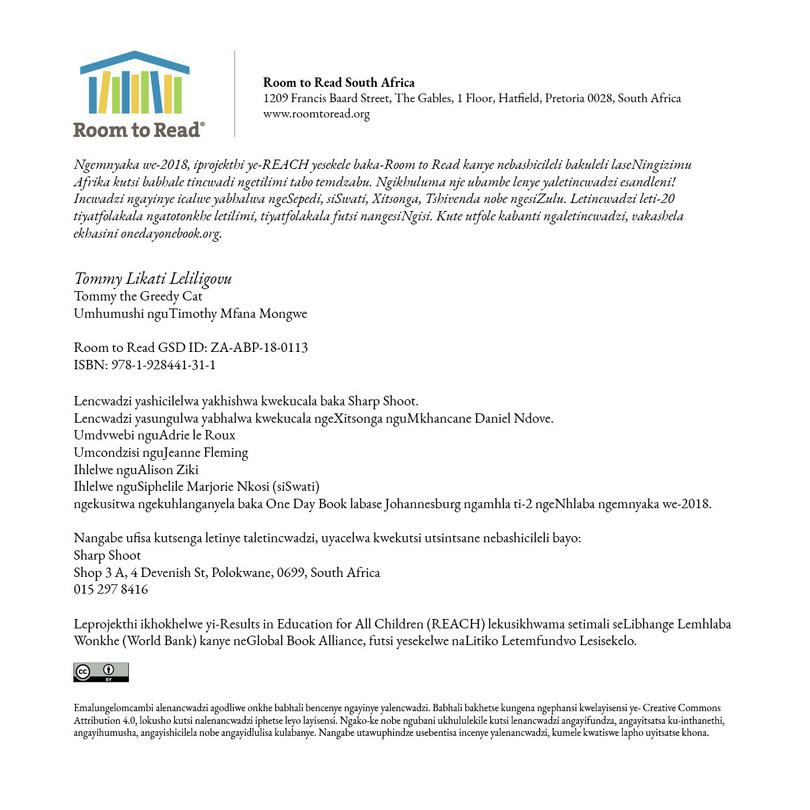 Room to Read®
Room to Read South Africa
1209 Francis Baard Street, The Gables, 1 Floor, Hatfield, Pretoria 0028, South Africa
www.roomtoread.org
Ngemnyaka we-2018, iprojekthi ye-REACH yesekele baka-Room to Read kanye nebashicileli bakuleli laseNingizimu
Afrika kutsi babhale tincwadi ngetilimi tabo temdzabu. Ngikhuluma nje ubambe lenye yaletincwadzi esandleni!
Incwadzi ngayinye icalwe yabhalwa ngeSepedi, siSwati, Xitsonga, Tshivenda nobe ngesiZulu. Letincwadzi leti-20
tiyatfolakala ngatotonkhe letilimi, tiyatfolakala futsi nangesiNgisi. Kute utfole kabanti ngaletincwadzi, vakashela
ekhasini onedayonebook.org.
Tommy Likati Leliligovu
Tommy the Greedy Cat
Umhumushi nguTimothy Mfana Mongwe
Room to Read GSD ID: ZA-ABP-18-0113
ISBN: 978-1-928441-31-1
Lencwadzi yashicilelwa yakhishwa kwekucala baka Sharp Shoot.
Lencwadzi yasungulwa yabhalwa kwekucala ngeXitsonga nguMkhancane Daniel Ndove.
Umdvwebi nguAdrie le Roux
Umcondzisi nguJeanne Fleming
Ihlelwe nguAlison Ziki
Ihlelwe nguSiphelile Marjorie Nkosi (siSwati)
ngekusitwa ngekuhlanganyela baka One Day Book labase Johannesburg ngamhla ti-2 ngeNhlaba ngemnyaka we-2018.
Nangabe ufisa kutsenga letinye taletincwadzi, uyacelwa kwekutsi utsintsane nebashicileli bayo:
Sharp Shoot
Shop 3 A, 4 Devenish St, Polokwane, 0699, South Africa
015 297 8416
Leprojekthi ikhokhelwe yi-Results in Education for All Children (REACH) lekusikhwama setimali seLibhange Lemhlaba
Wonkhe (World Bank) kanye neGlobal Book Alliance, futsi yesekelwe naLitiko Letemfundvo Lesisekelo.
cc BY
Emalungelomcambi alenancwadzi agodliwe onkhe babhali bencenye ngayinye yalencwadzi. Babhali bakhetse kungena ngephansi kwelayisensi ye- Creative Commons
Attribution 4.0, lokusho kutsi nalenancwadzi iphetse leyo layisensi. Ngako-ke nobe ngubani ukhululekile kutsi lenancwadzi angayifundza, angayitsatsa ku-inthanethi,
angayihumusha, angayishicilela nobe angayidlulisa kulabanye. Nangabe utawuphindze usebentisa incenye yalenancwadzi, kumele kwatiswe lapho uyitsatse khona.